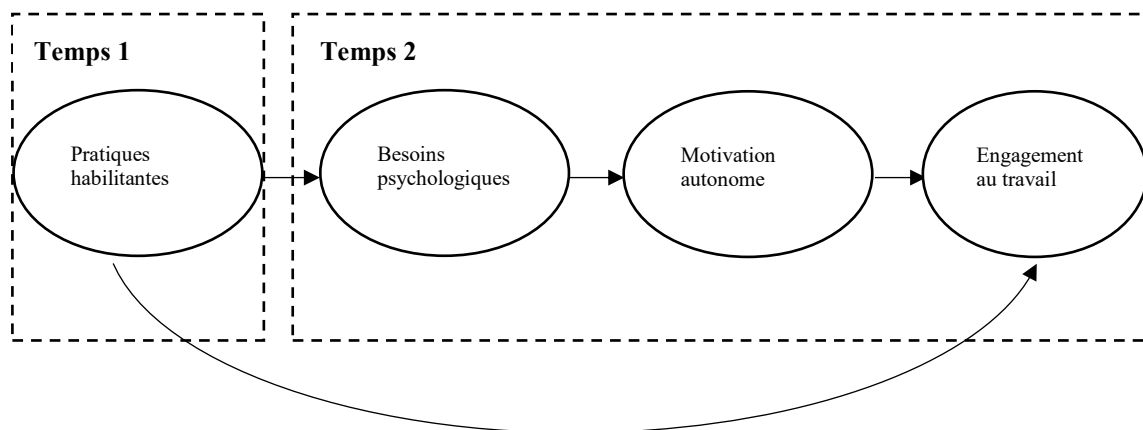 Temps 1
Temps 2
Pratiques
habilitantes
Besoins
psychologiques
Motivation
autonome
Engagement
au travail